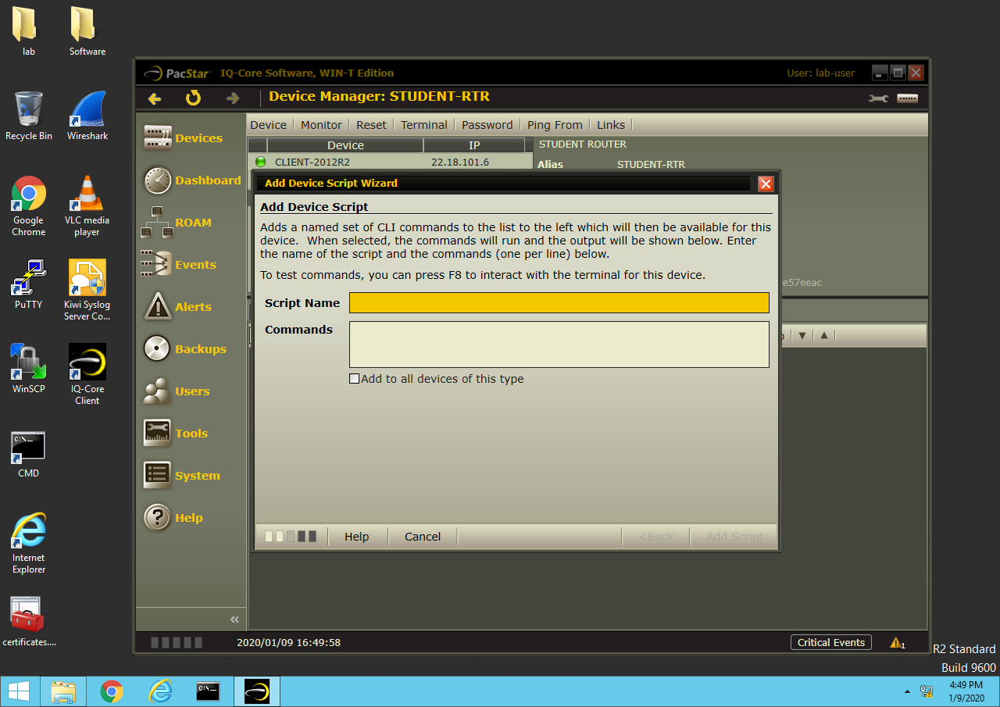 lab
Software
Recycle Bin
Wireshark
Google
Chrome
VLC media
player
PuTTY
Kiwi Syslog
Server Co...
WinSCP
IQ-Core
Client
CMD
Internet
Explorer
certificates....
PacStar IQ-Core Software, WIN-T Edition
User: lab-user
Device Manager: STUDENT-RTR
Devices
Dashboard
ROAM
Events
Alerts
Backups
Users
Tools
System
Help
«
Device Monitor Reset Terminal Password Ping From Links
Device IP
CLIENT-2012R2 22.18.101.6
STUDENT ROUTER
Alias STUDENT-RTR
e57eeac
Add Device Script Wizard
Add Device Script
Adds a named set of CLI commands to the list to the left which will then be available for this
device. When selected, the commands will run and the output will be shown below. Enter
the name of the script and the commands (one per line) below.
To test commands, you can press F8 to interact with the terminal for this device.
Script Name
Commands
Add to all devices of this type
Help Cancel <Back Add Script
2020/01/09 16:49:58
Critical Events
1
R2 Standard
Build 9600
4:49 PM
1/9/2020